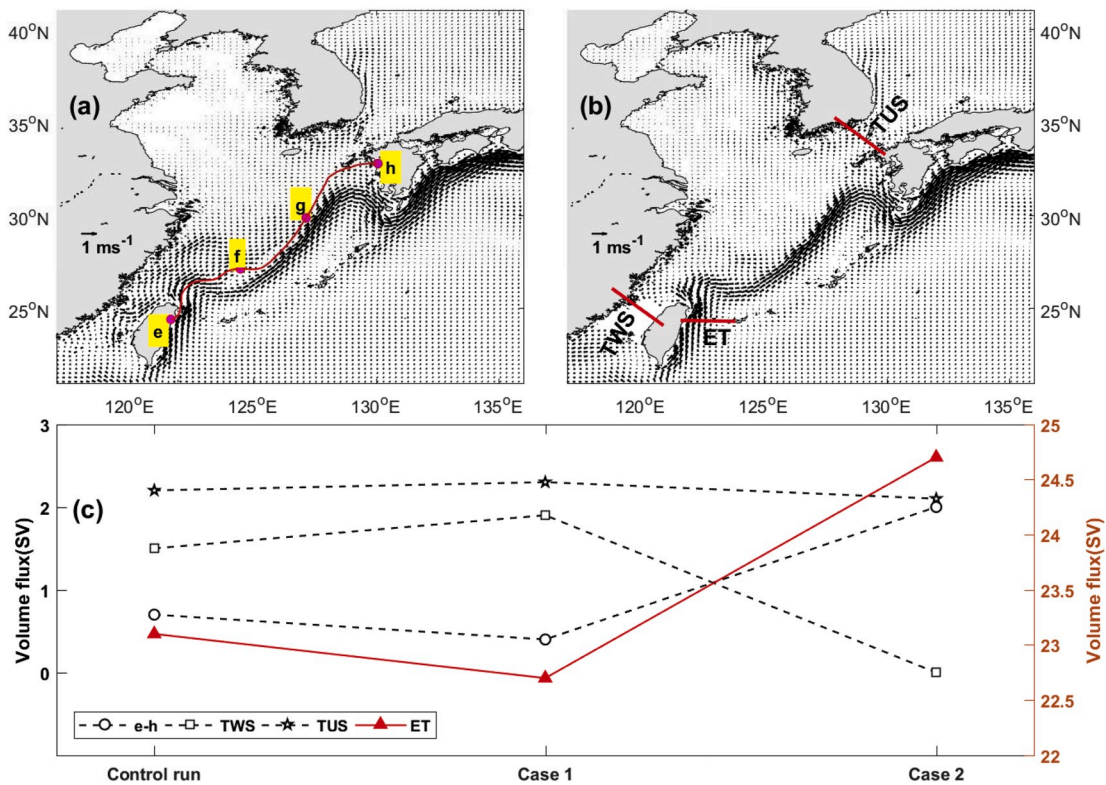 40°N
40°N
(a)
(b)
35°N
TUS
35°N
h
g
30°N
30°N
1 ms⁻¹
1 ms⁻¹
f
25°N
25°N
e
TWS
ET
120°E
125°E
130°E
135°E
120°E
125°E
130°E
135°E
3
25
24.5
(c)
2
24
Volume flux(SV)
23.5
Volume flux(SV)
1
23
0
22.5
e-h
TWS
TUS
ET
22
Control run
Case 1
Case 2